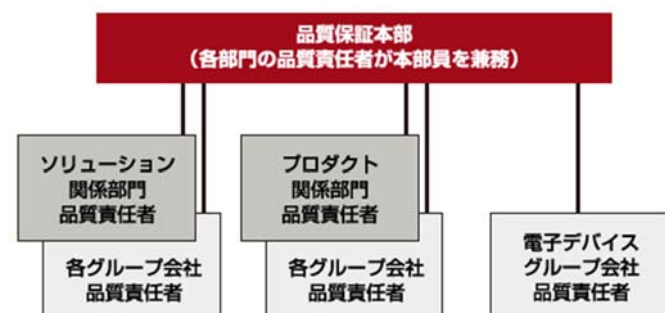 品質保証本部
（各部門の品質責任者が本部員を兼務）
ソリューション
関係部門
品質責任者
各グループ会社
品質責任者
プロダクト
関係部門
品質責任者
各グループ会社
品質責任者
電子デバイス
グループ会社
品質責任者